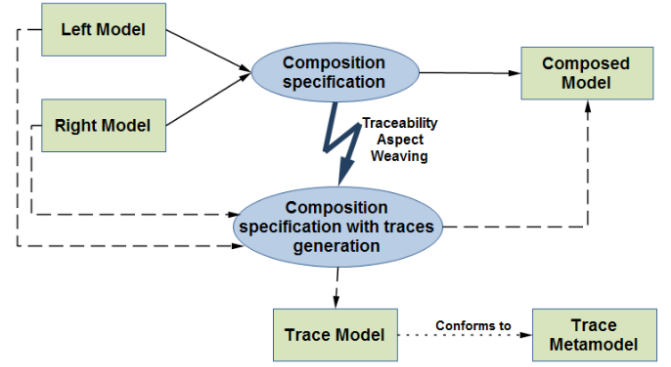 Left Model
Composition
specification
Composed
Model
Right Model
Traceability
Aspect
Weaving
Composition
specification with traces
generation
Trace Model
Conforms to
Trace
Metamodel